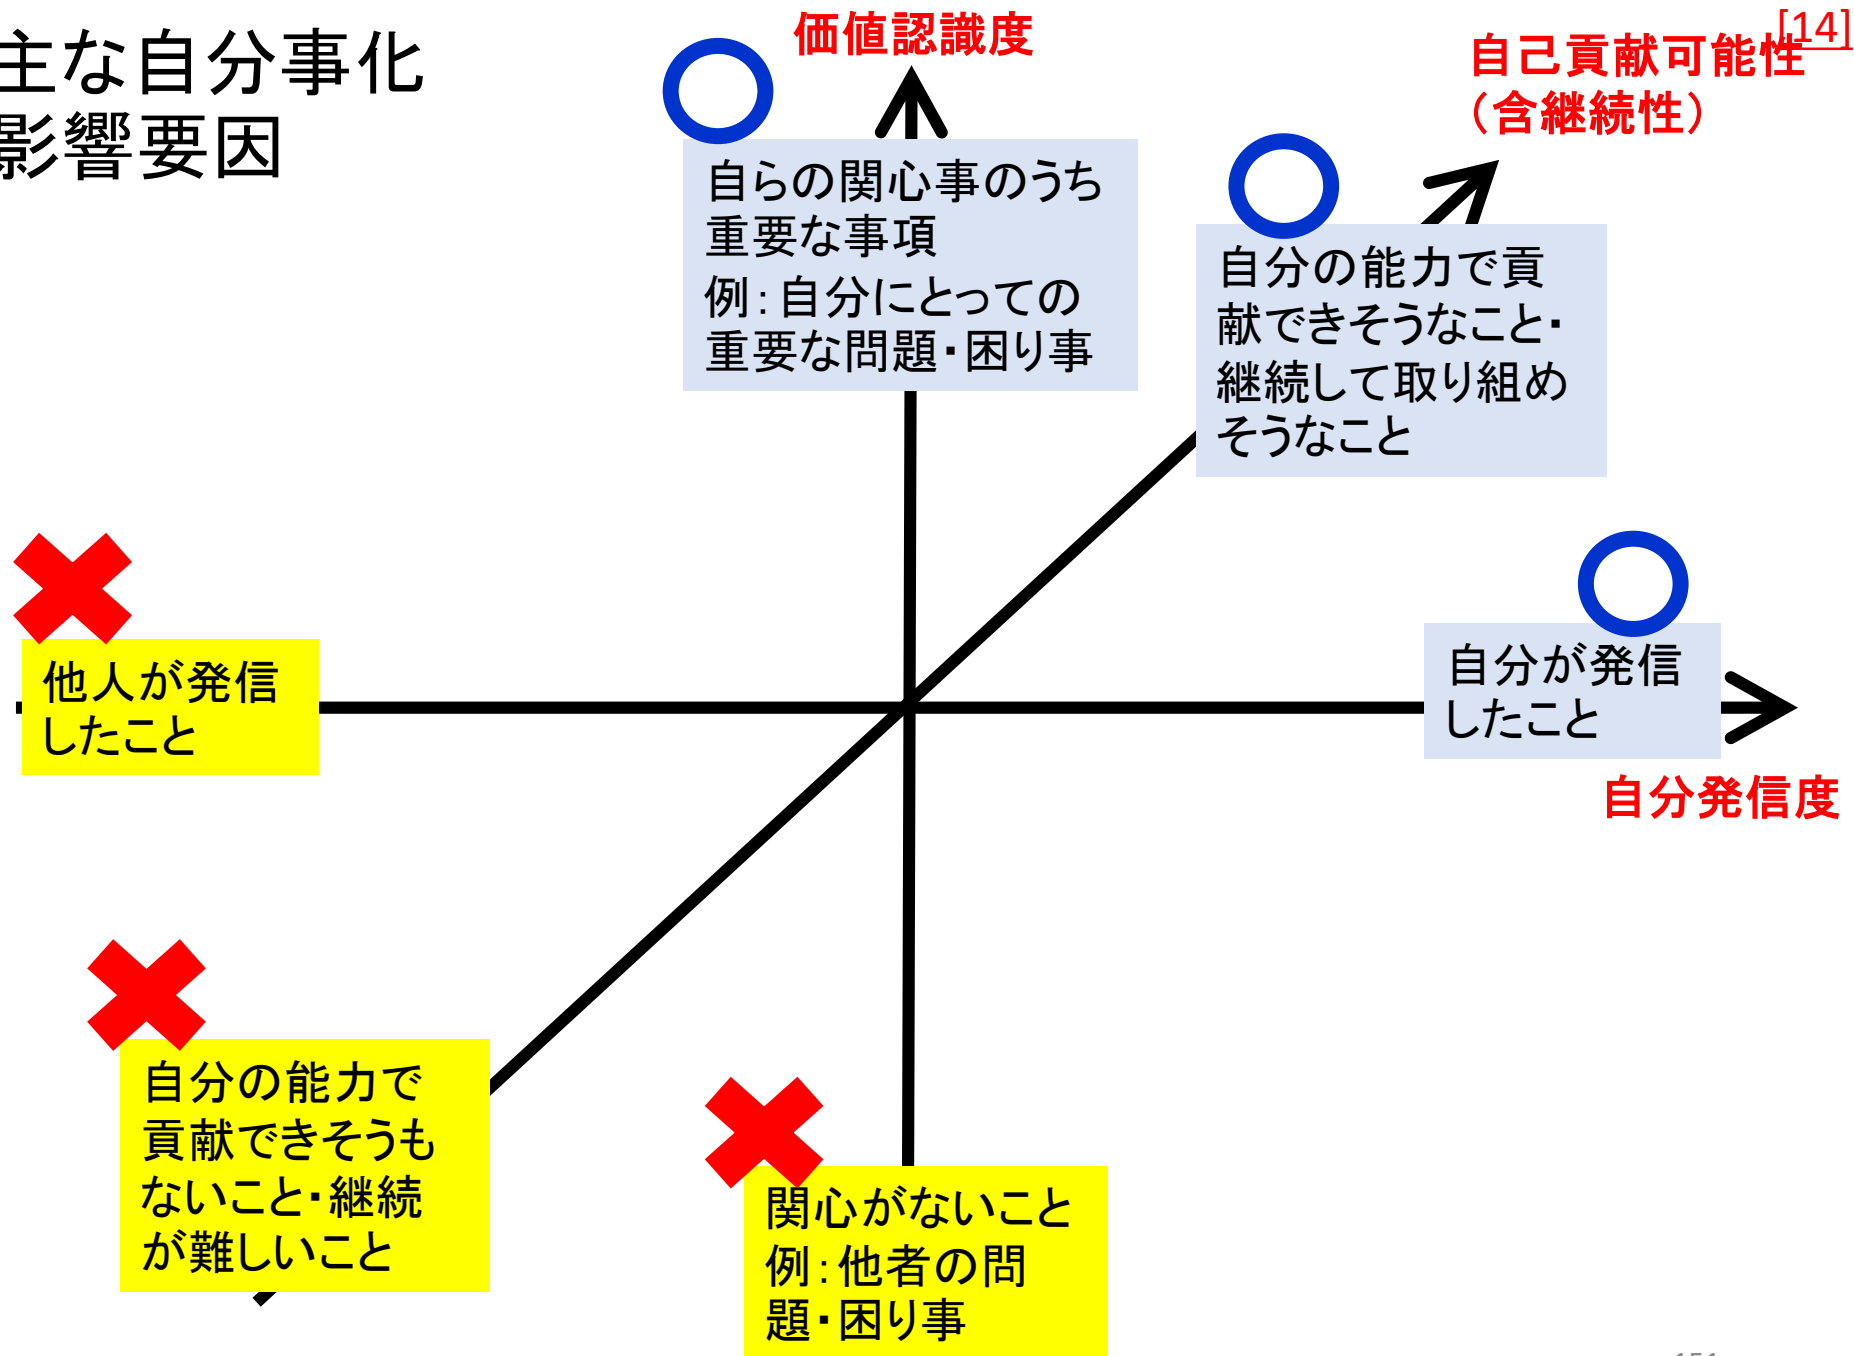 主な自分事化
影響要因
価値認識度
[14]
自己貢献可能性
（含継続性）
自らの関心事のうち
重要な事項
例：自分にとっての
重要な問題・困り事
自分の能力で貢
献できそうなこと・
継続して取り組め
そうなこと
他人が発信
したこと
自分が発信
したこと
自分発信度
自分の能力で
貢献できそうも
ないこと・継続
が難しいこと
関心がないこと
例：他者の問
題・困り事